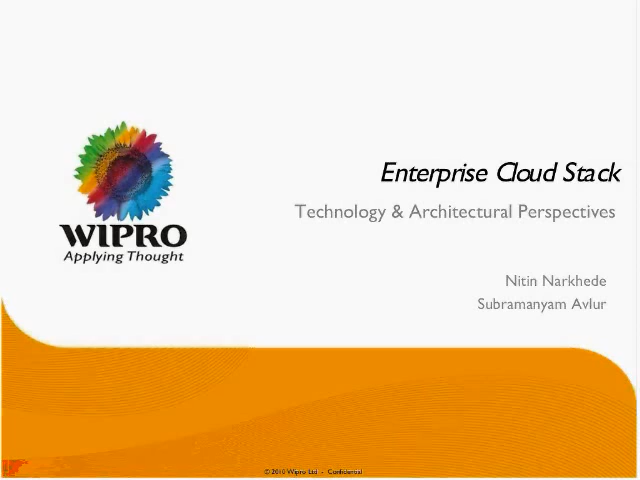 Enterprise Cloud Stack
Technology & Architectural Perspectives
WIPRO
Applying Thought
Nitin Narkhede
Subramanyam Avlur
© 2010 Wipro Ltd - Confidential